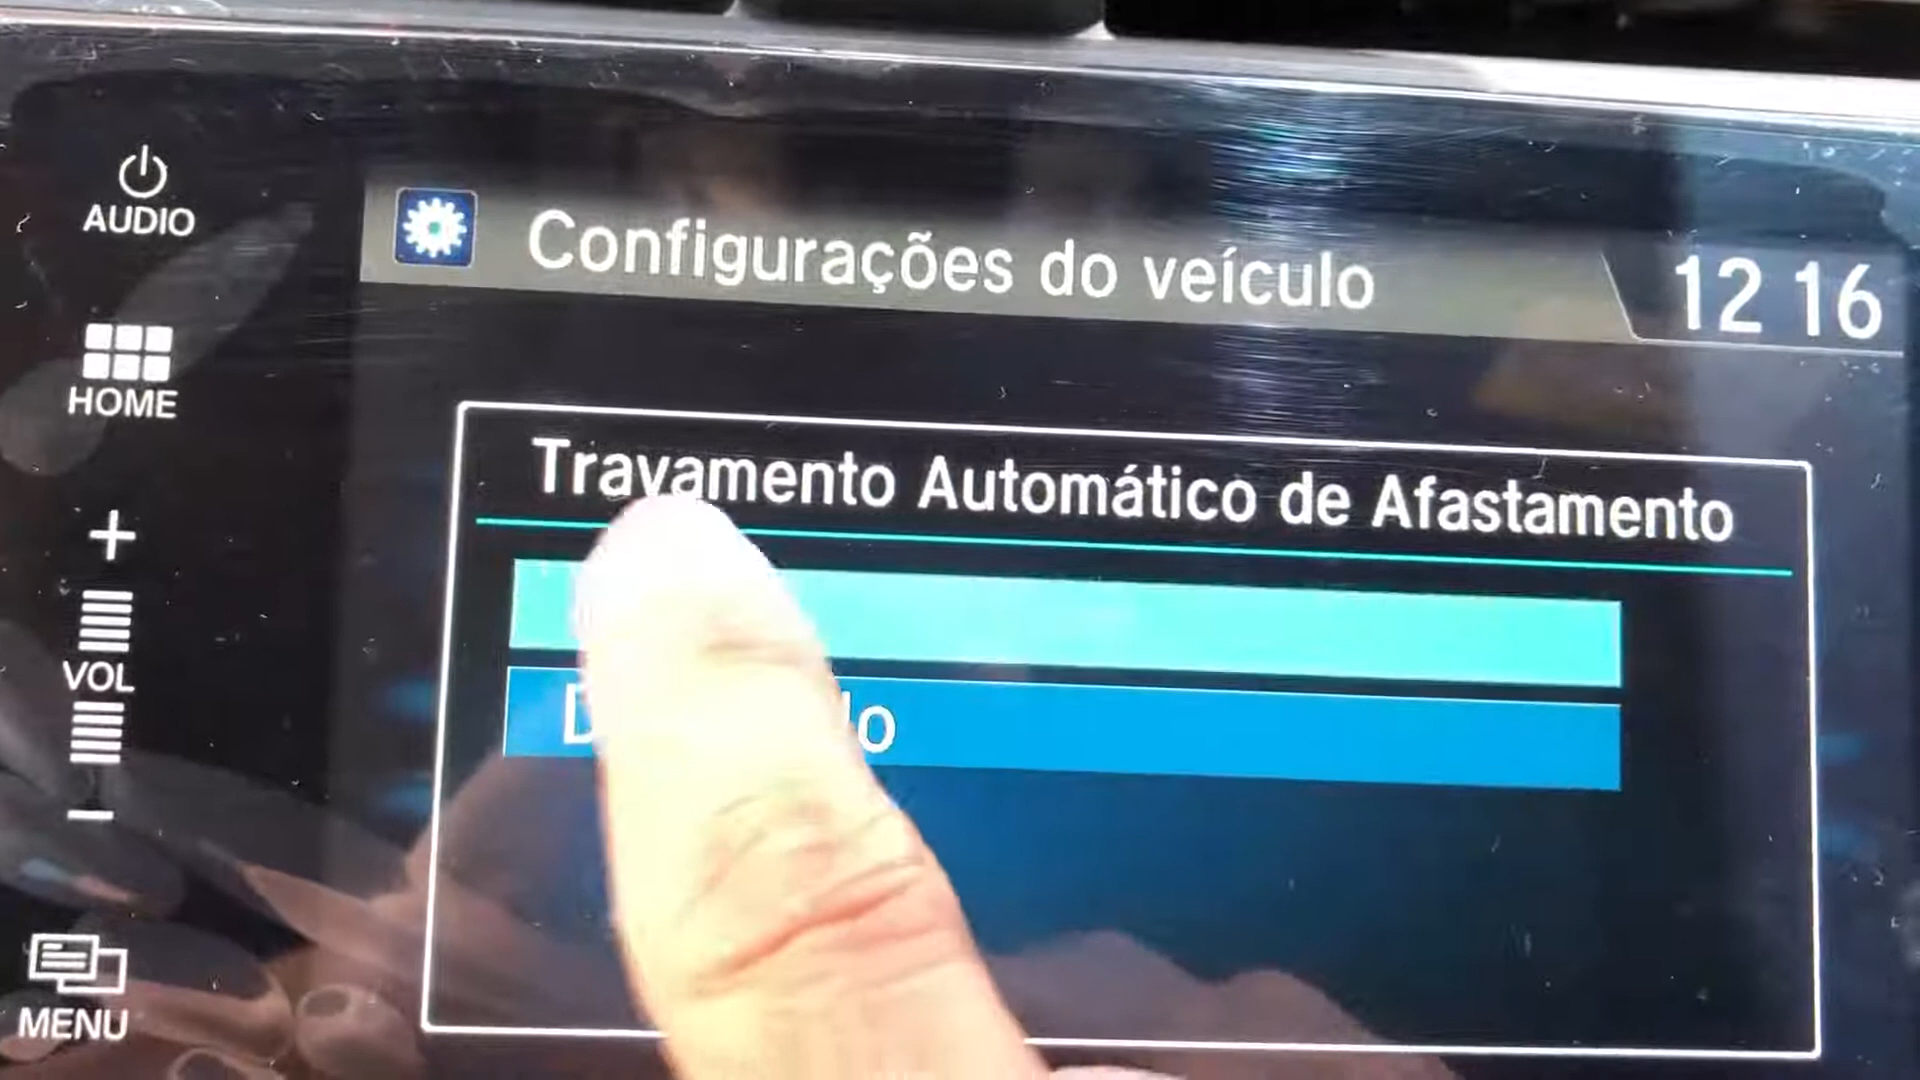 AUDIO
HOME
VOL
MENU
Configurações do veículo
12 16
Travamento Automático de Afastamento